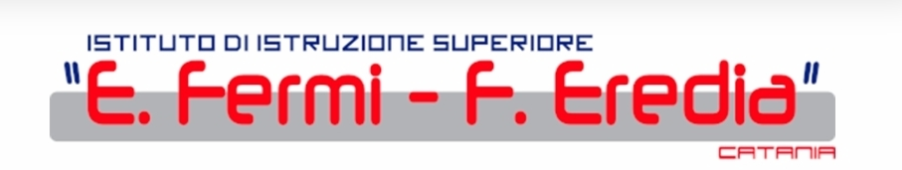 ISTITUTO DI ISTRUZIONE SUPERIORE
"E. Fermi - F. Eredia"
CATANIA